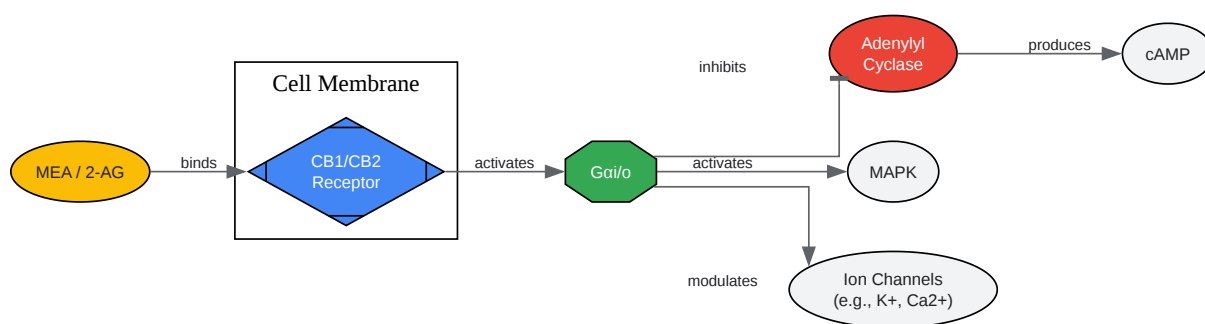 Cell Membrane
MEA / 2-AG
binds
CB1/CB2
Receptor
activates
Gαi/o
inhibits
Adenylyl
Cyclase
produces
cAMP
activates
MAPK
modulates
Ion Channels
(e.g., K+, Ca2+)